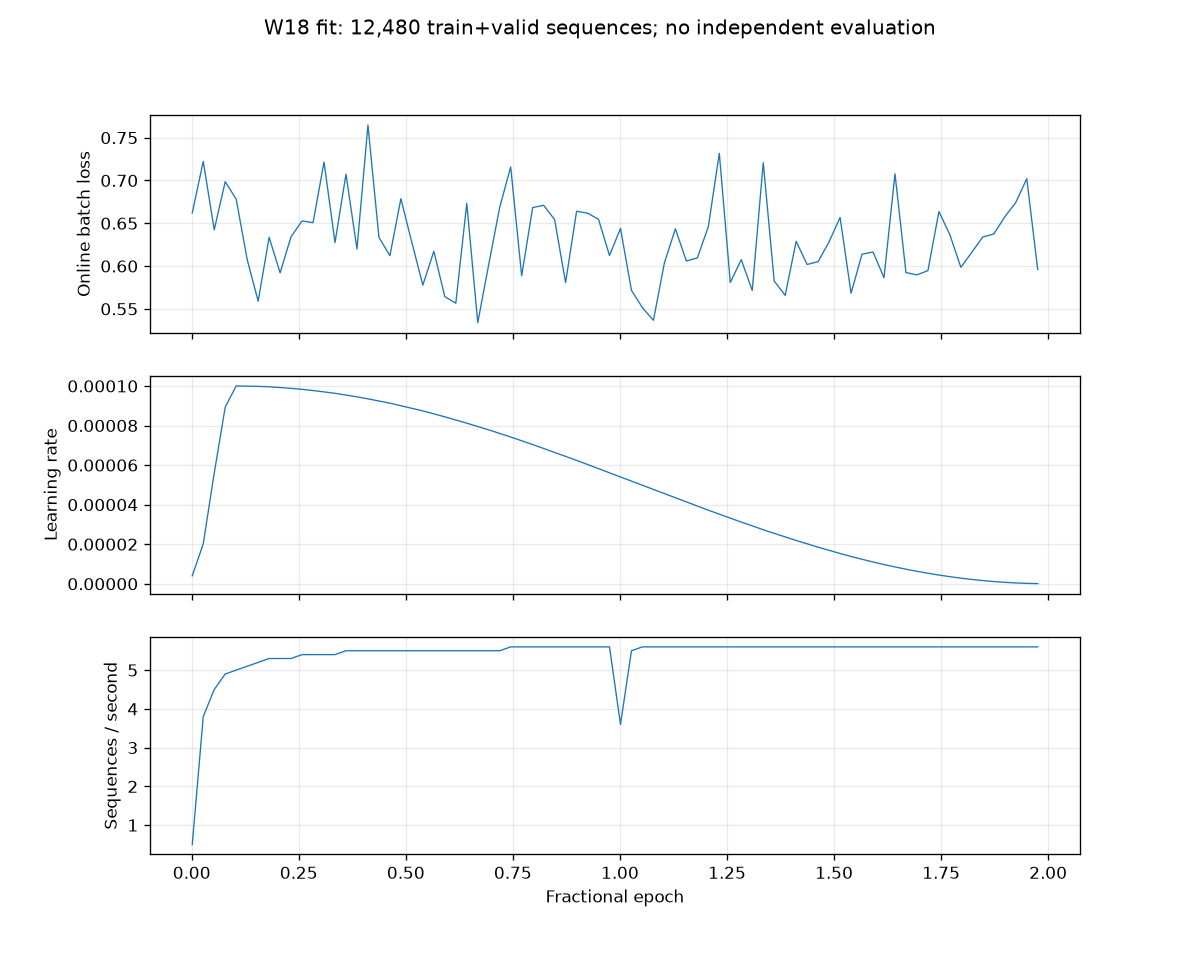 W18 fit: 12,480 train+valid sequences; no independent evaluation
Online batch loss
0.75
0.70
0.65
0.60
0.55
Learning rate
0.00010
0.00008
0.00006
0.00004
0.00002
0.00000
Sequences / second
5
4
3
2
1
0.00 0.25 0.50 0.75 1.00 1.25 1.50 1.75 2.00
Fractional epoch